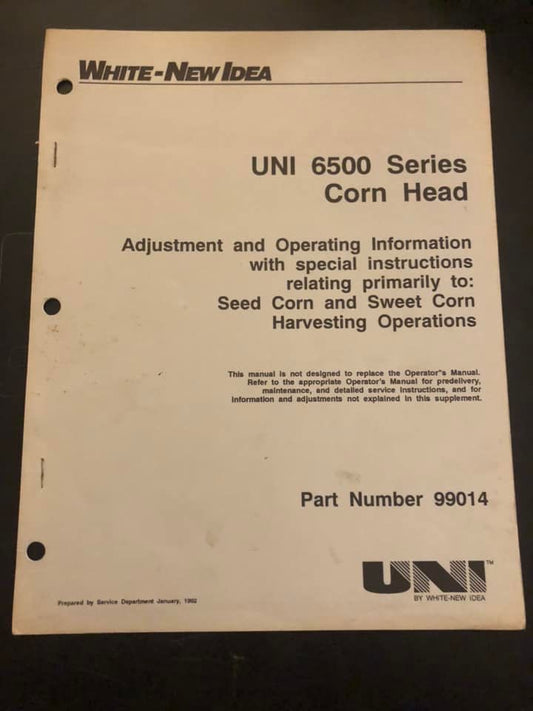 WHITE-NEW IDEA
UNI 6500 Series
Corn Head
Adjustment and Operating Information
with special instructions
relating primarily to:
Seed Corn and Sweet Corn
Harvesting Operations
This manual is not designed to replace the Operator"s Manual.
Refer to the appropriate Operator's Manual for predelivery,
maintenance, and detailed service instructions, and for
information and adjustments not explained in this supplement.
Part Number 99014
UNI™
BY WHITE-NEW IDEA
Prepared by Service Department January, 1992